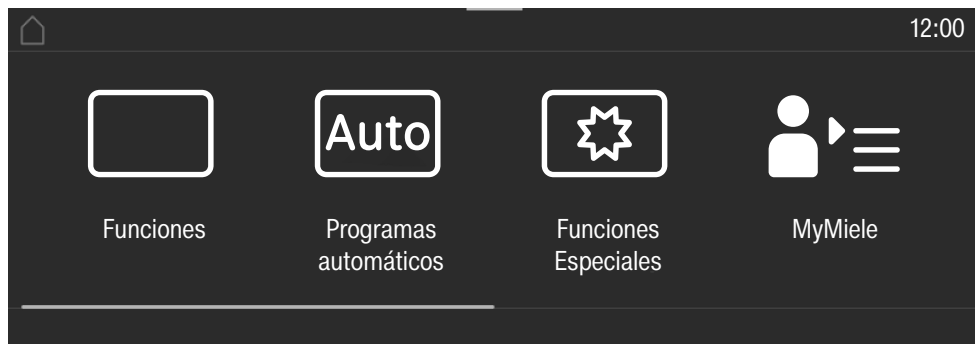 12:00
Auto
Funciones
Programas
automáticos
Funciones
Especiales
MyMiele